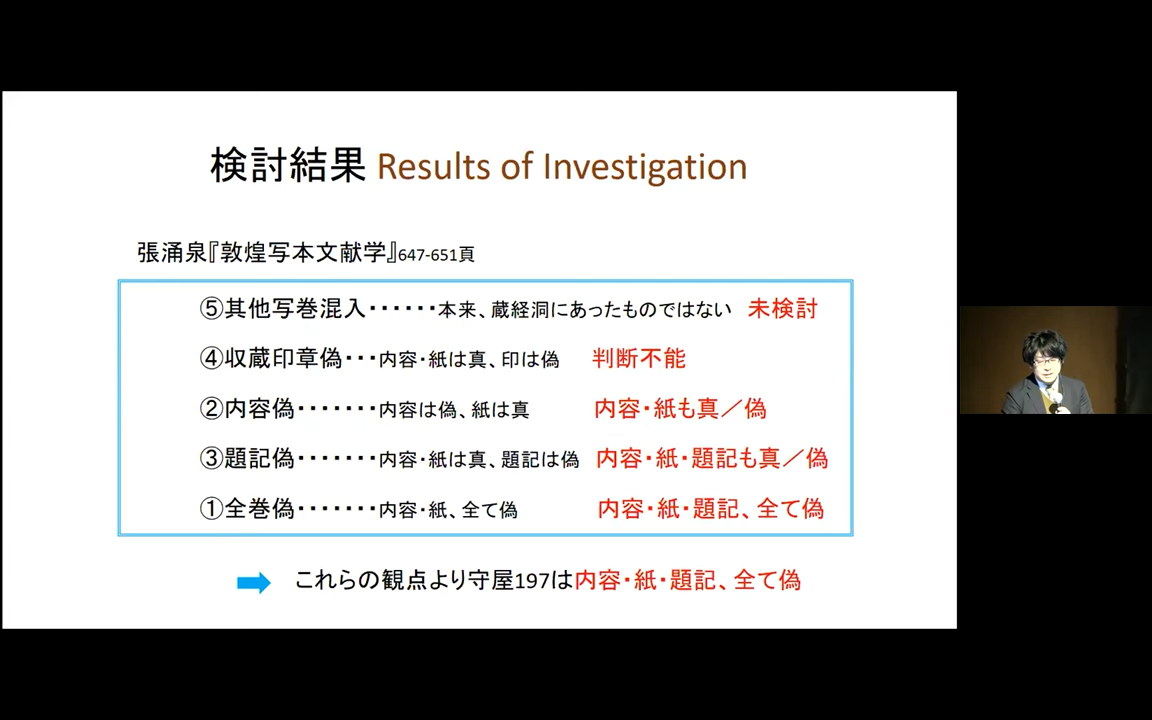 検討結果 Results of Investigation
張涌泉『敦煌写本文献学』647-651頁
⑤其他写巻混入・・・・・・本来、蔵経洞にあったものではない 未検討
④収蔵印章偽・・・内容・紙は真、印は偽 判断不能
②内容偽・・・・・・・内容は偽、紙は真 内容・紙も真／偽
③題記偽・・・・・・・内容・紙は真、題記は偽 内容・紙・題記も真／偽
①全巻偽・・・・・・・内容・紙、全て偽 内容・紙・題記、全て偽
これらの観点より守屋197は内容・紙・題記、全て偽